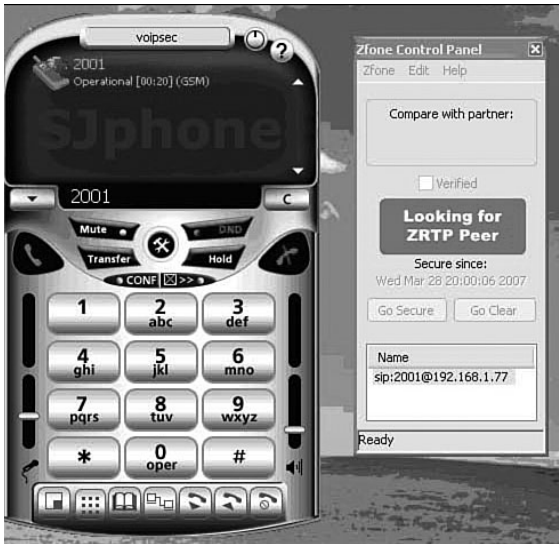 voipsec
?
2001
Operational [00:20] (GSM)
SJphone
2001
C
Mute
DND
Transfer
Hold
CONF >>
1
2
abc
3
def
4
ghi
5
jkl
6
mno
7
pqrs
8
tuv
9
wxyz
*
0
oper
#
Zfone Control Panel
Zfone Edit Help
Compare with partner:
Verified
Looking for
ZRTP Peer
Secure since:
Wed Mar 28 20:00:06 2007
Go Secure Go Clear
Name
sip:2001@192.168.1.77
Ready